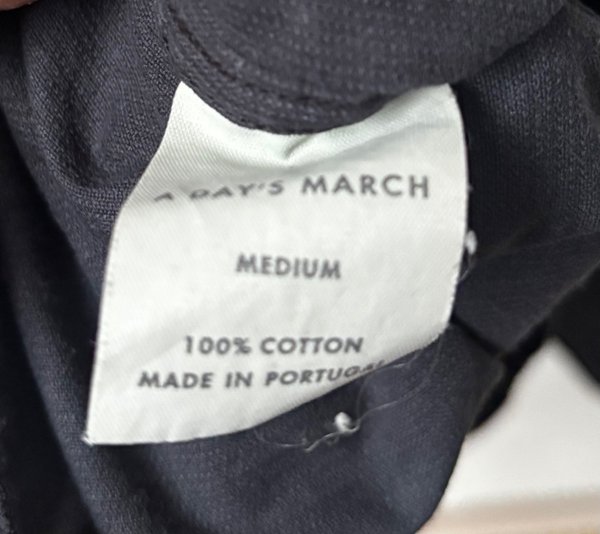 A DAY'S MARCH
MEDIUM
100% COTTON
MADE IN PORTUGAL